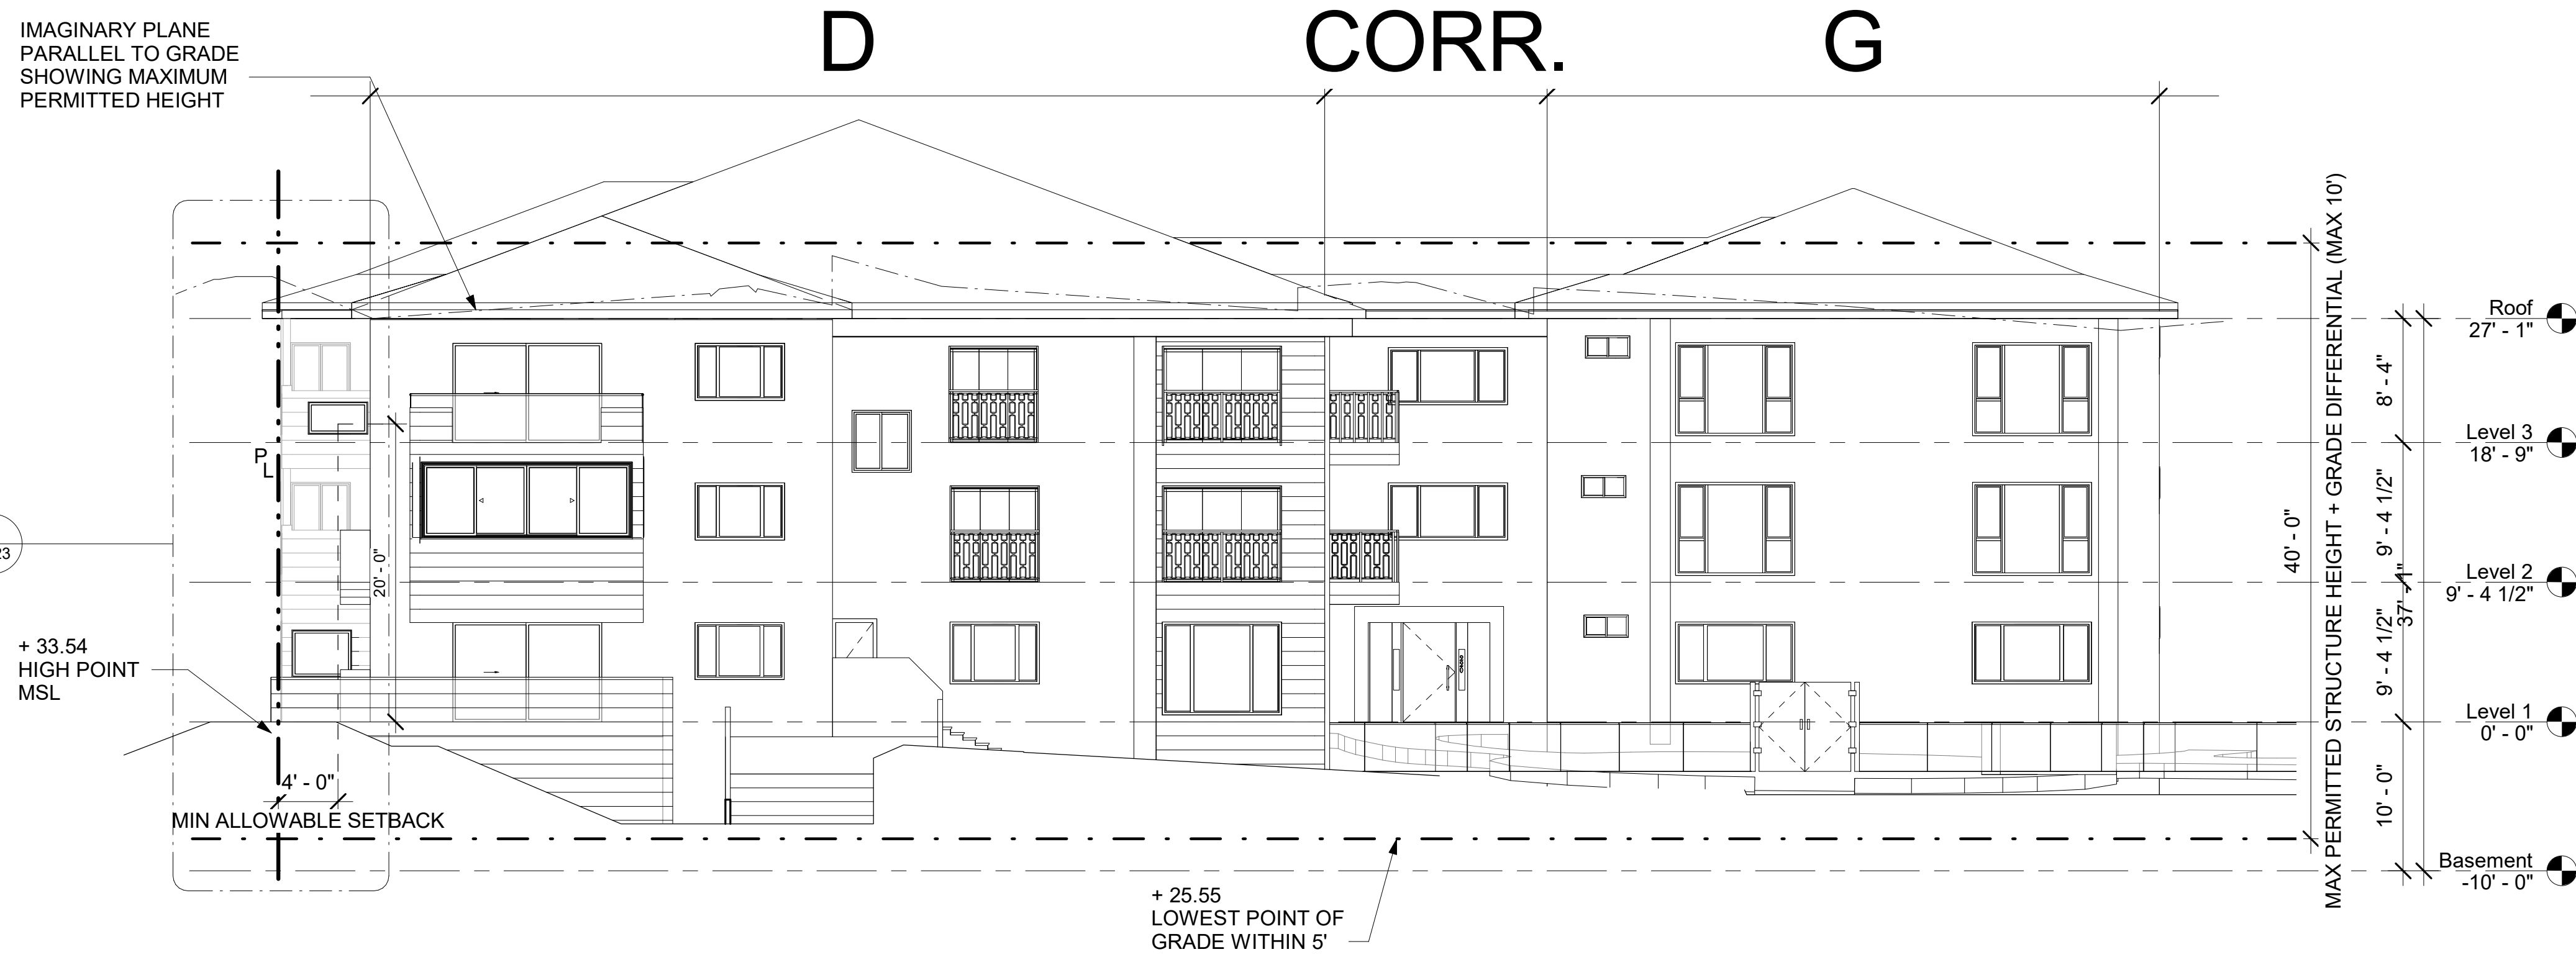 IMAGINARY PLANE
PARALLEL TO GRADE
SHOWING MAXIMUM
PERMITTED HEIGHT
D
CORR.
G
Roof
27' - 1"
8' - 4"
Level 3
18' - 9"
9' - 4 1/2"
Level 2
9' - 4 1/2"
37' - 1"
9' - 4 1/2"
Level 1
0' - 0"
10' - 0"
Basement
-10' - 0"
MAX PERMITTED STRUCTURE HEIGHT + GRADE DIFFERENTIAL (MAX 10')
40' - 0"
P
L
20' - 0"
23
+ 33.54
HIGH POINT
MSL
4' - 0"
MIN ALLOWABLE SETBACK
+ 25.55
LOWEST POINT OF
GRADE WITHIN 5'